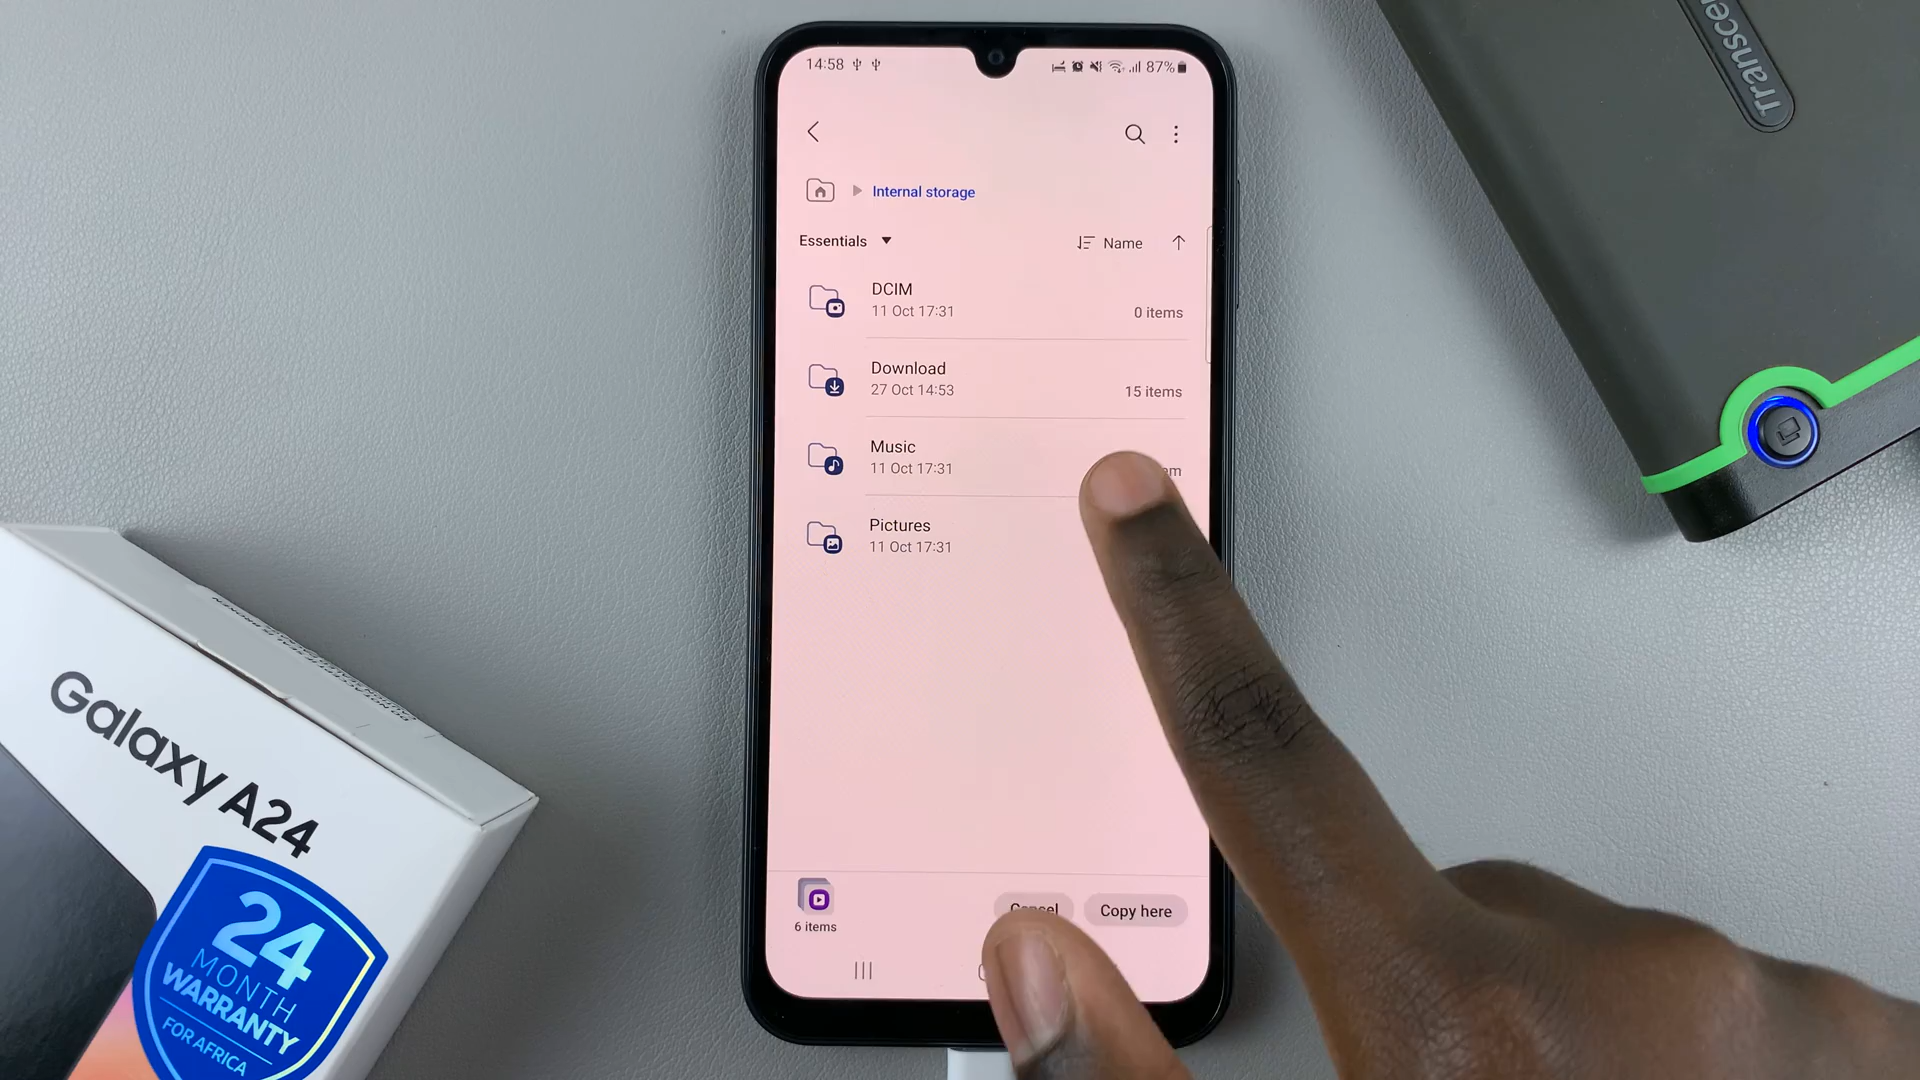 14:58
87%
Internal storage
Essentials
Name
DCIM
11 Oct 17:31
0 items
Download
27 Oct 14:53
15 items
Music
11 Oct 17:31
Pictures
11 Oct 17:31
6 items
Cancel
Copy here
Galaxy A24
24
MONTH
WARRANTY
FOR AFRICA